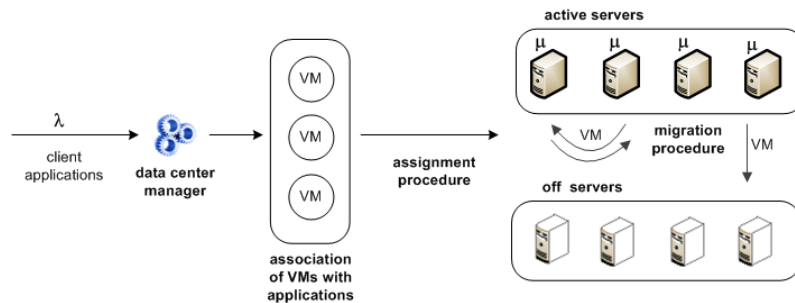 active servers
μ μ μ μ
VM
λ
client
applications
data center
manager
VM
VM
association
of VMs with
applications
assignment
procedure
VM
migration
procedure
VM
off servers